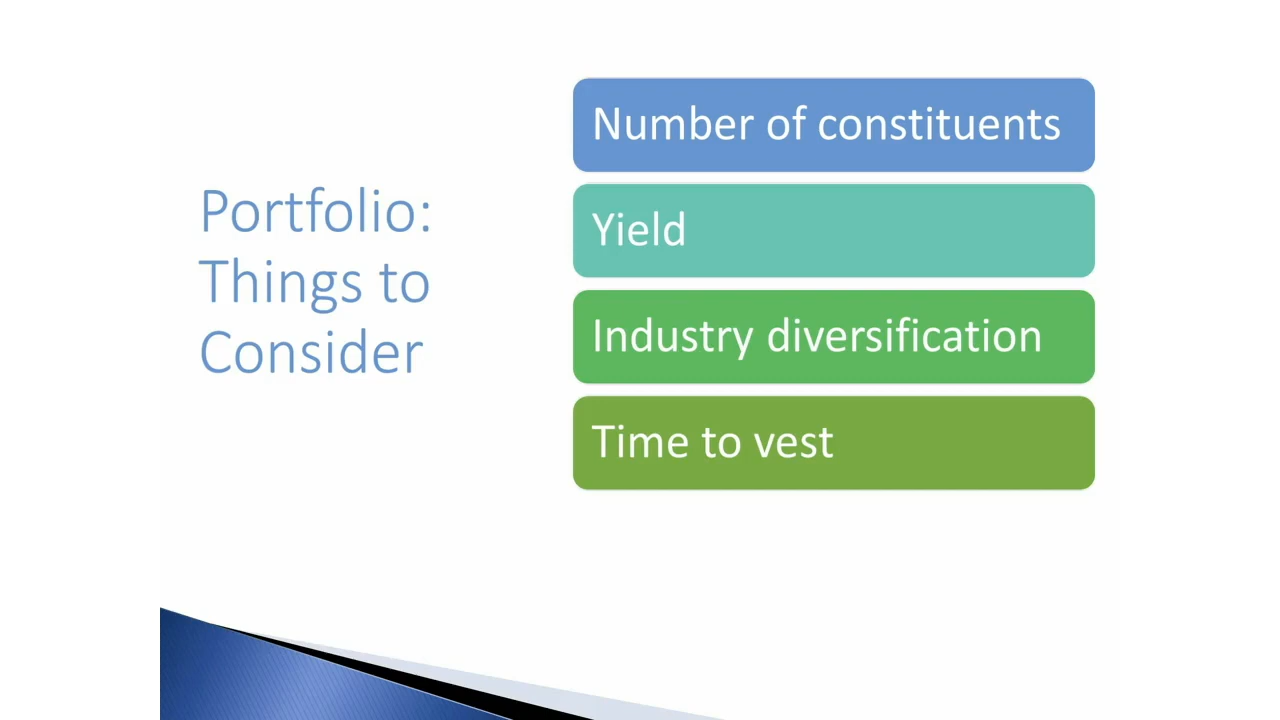 Portfolio:
Things to
Consider
Number of constituents
Yield
Industry diversification
Time to vest